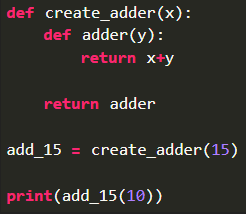 def create_adder(x):
    def adder(y):
        return x+y

    return adder

add_15 = create_adder(15)

print(add_15(10))